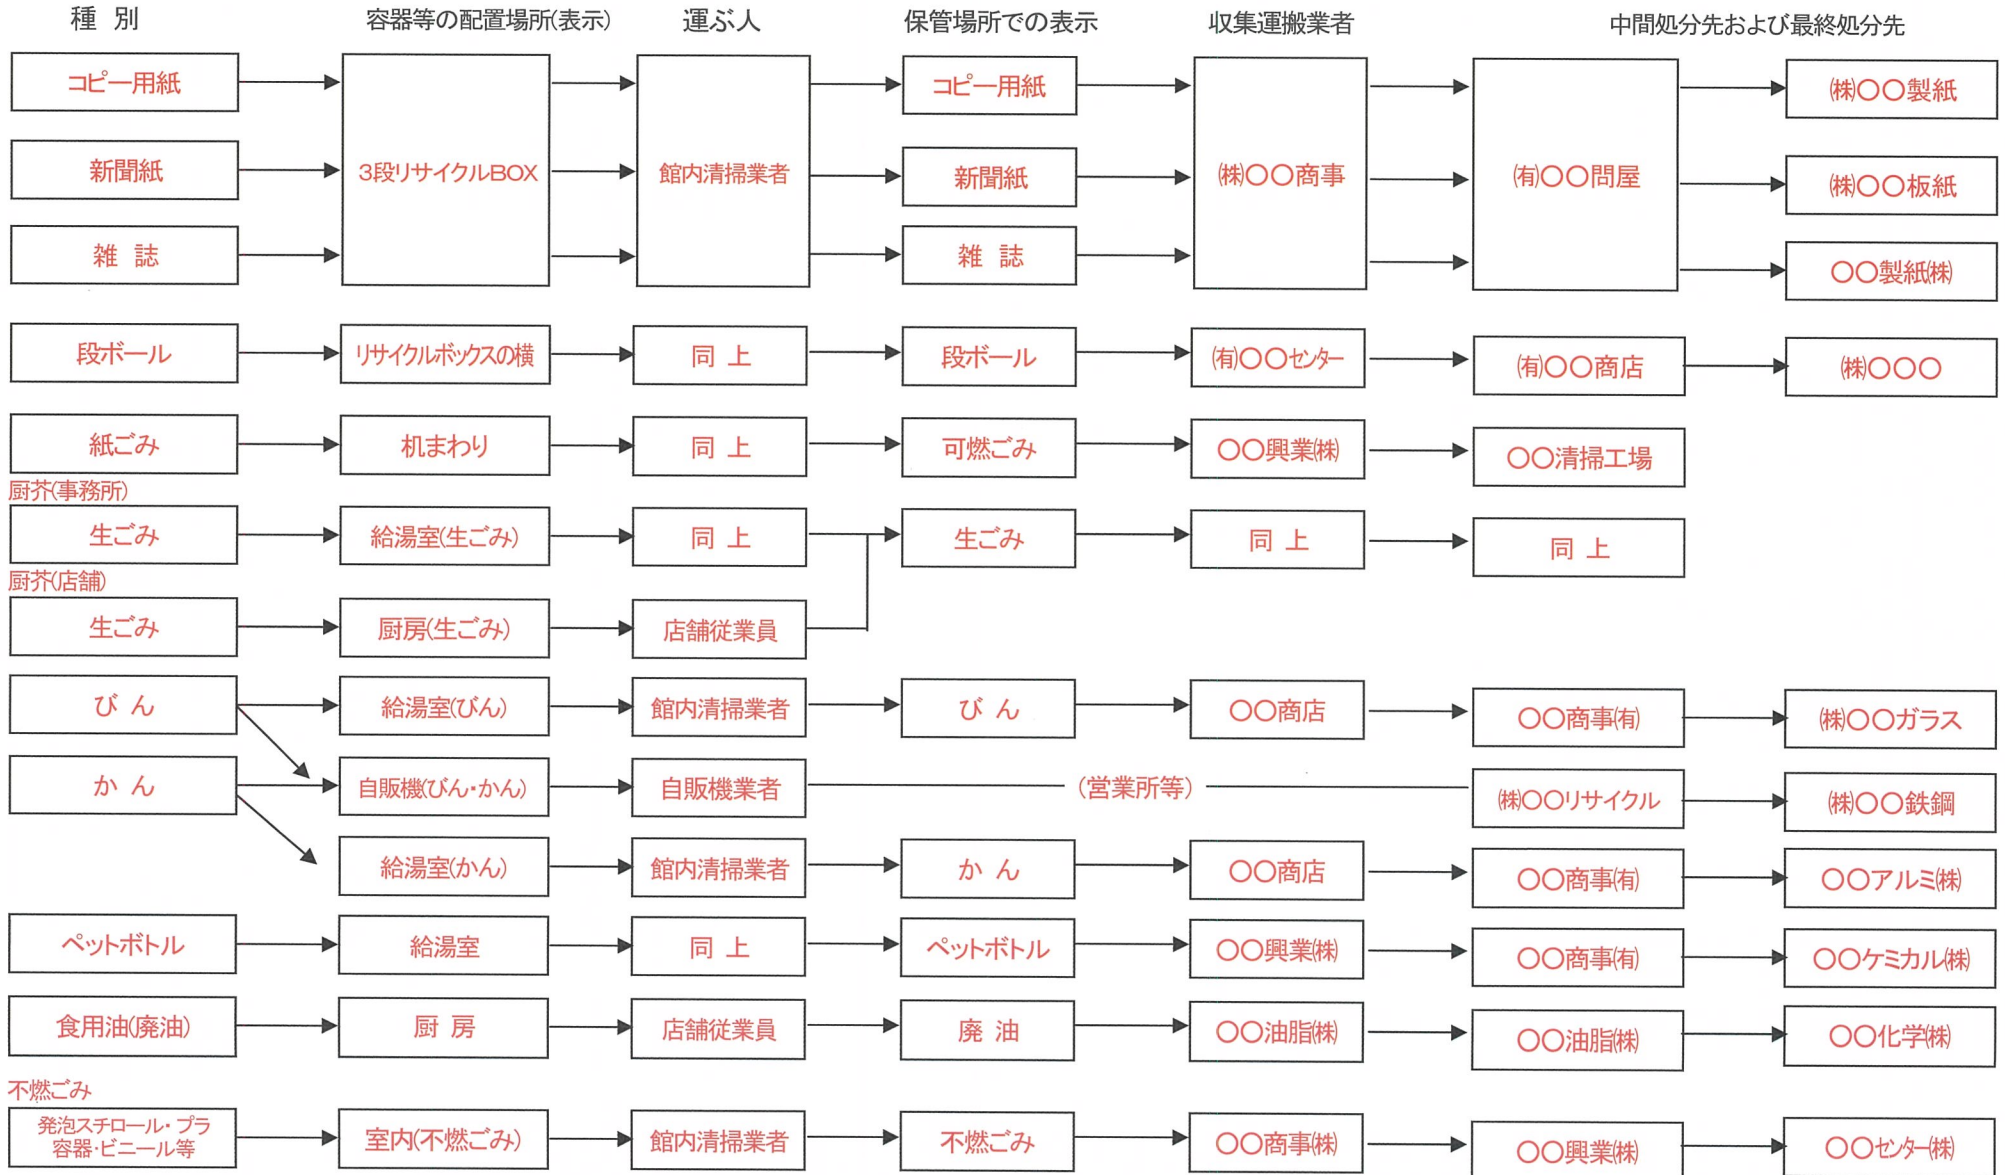 種 別 容器等の配置場所(表示) 運ぶ人 保管場所での表示 収集運搬業者 中間処分先および最終処分先
コピー用紙 コピー用紙 ㈱〇〇製紙
新聞紙 3段リサイクルBOX 館内清掃業者 新聞紙 ㈱〇〇商事 ㈲〇〇問屋 ㈱〇〇板紙
雑 誌 雑 誌 〇〇製紙㈱
段ボール リサイクルボックスの横 同 上 段ボール ㈲〇〇センター ㈲〇〇商店 ㈱〇〇〇
紙ごみ 机まわり 同 上 可燃ごみ 〇〇興業㈱ 〇〇清掃工場
厨芥(事務所)
生ごみ 給湯室(生ごみ) 同 上 生ごみ 同 上 同 上
厨芥(店舗)
生ごみ 厨房(生ごみ) 店舗従業員
び ん 給湯室(びん) 館内清掃業者 び ん 〇〇商店 〇〇商事㈲ ㈱〇〇ガラス
か ん 自販機(びん・かん) 自販機業者 (営業所等) ㈱〇〇リサイクル ㈱〇〇鉄鋼
給湯室(かん) 館内清掃業者 か ん 〇〇商店 〇〇商事㈲ 〇〇アルミ㈱
ペットボトル 給湯室 同 上 ペットボトル 〇〇興業㈱ 〇〇商事㈲ 〇〇ケミカル㈱
食用油(廃油) 厨 房 店舗従業員 廃 油 〇〇油脂㈱ 〇〇油脂㈱ 〇〇化学㈱
不燃ごみ
発泡スチロール・プラ
容器・ビニール等 室内(不燃ごみ) 館内清掃業者 不燃ごみ 〇〇商事㈱ 〇〇興業㈱ 〇〇センター㈱